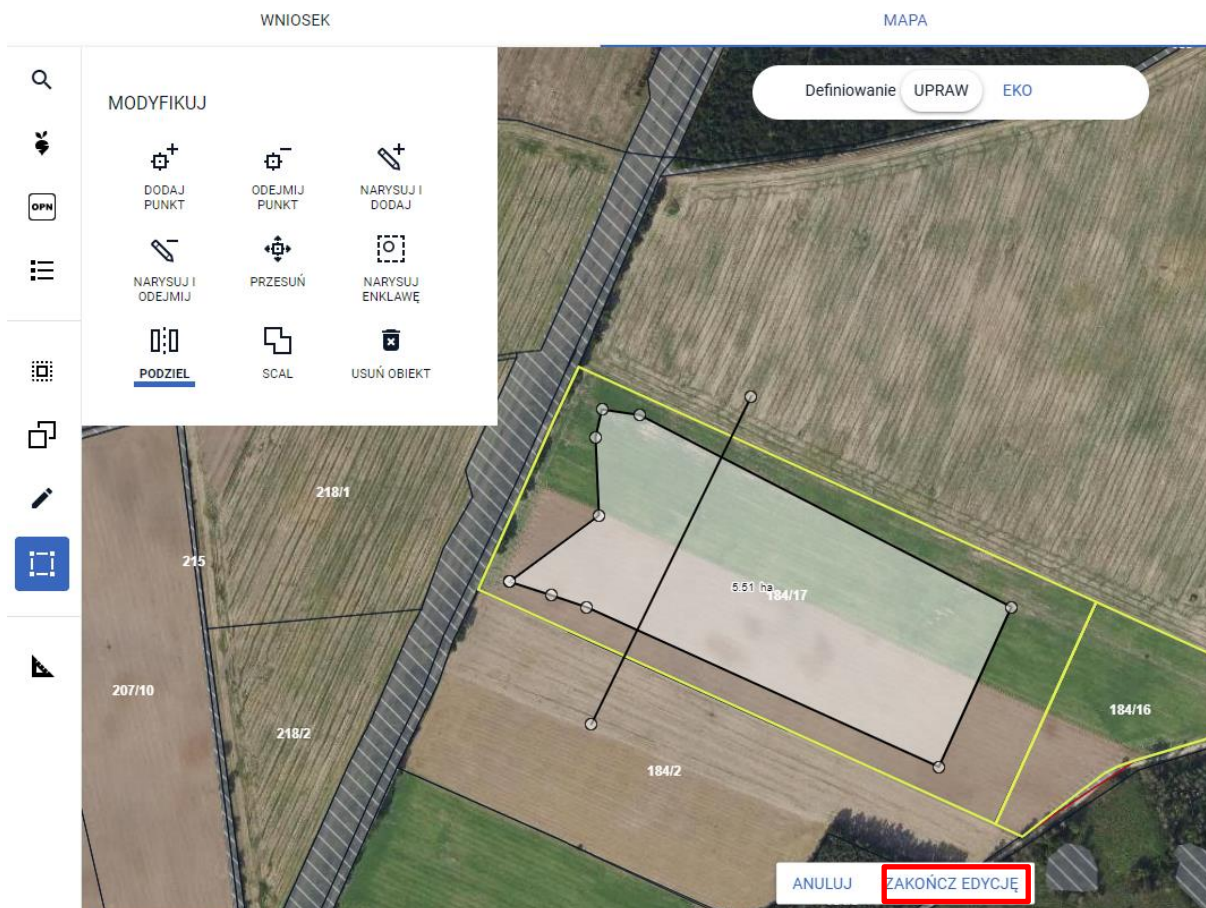 WNIOSEK
MAPA
MODYFIKUJ
Definiowanie UPRAW EKO
DODAJ
PUNKT
ODEJMIJ
PUNKT
NARYSUJ I
DODAJ
OPN
NARYSUJ I
ODEJMIJ
PRZESUŃ
NARYSUJ
ENKLAWĘ
PODZIEL
SCAL
USUŃ OBIEKT
218/1
215
5.51 ha
184/17
207/10
184/16
218/2
184/2
ANULUJ
ZAKOŃCZ EDYCJĘ